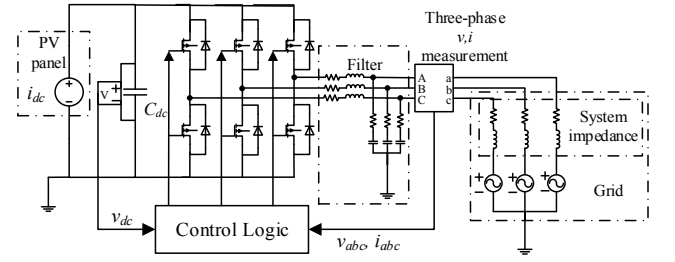 Three-phase
v,i
measurement
PV
panel
i_dc
+
−
V
+
−
C_dc
Filter
A
B
C
a
b
c
System
impedance
+
−
+
−
+
−
Grid
v_dc
Control Logic
v_abc, i_abc